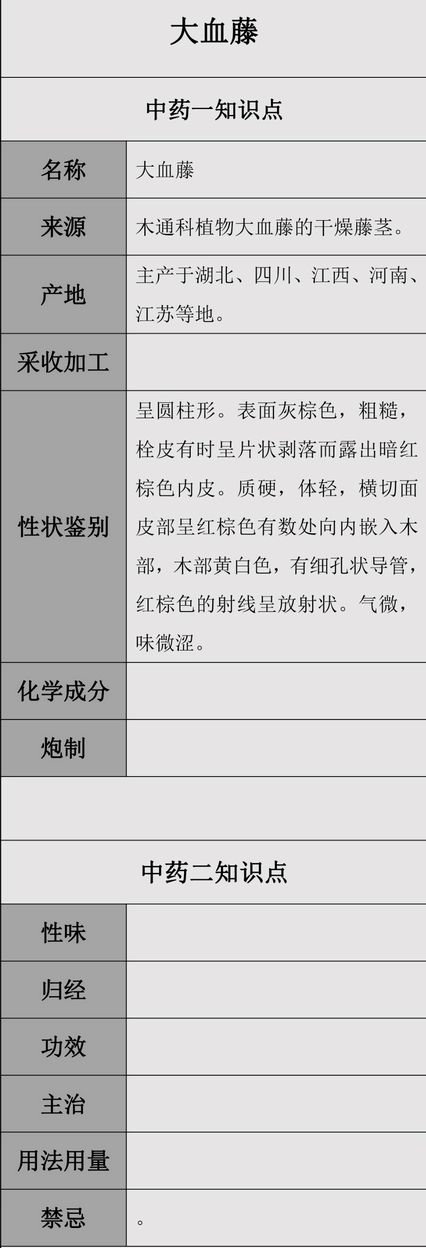 大血藤
中药一知识点
名称
大血藤
来源
木通科植物大血藤的干燥藤茎。
产地
主产于湖北、四川、江西、河南、
江苏等地。
采收加工
性状鉴别
呈圆柱形。表面灰棕色，粗糙，
栓皮有时呈片状剥落而露出暗红
棕色内皮。质硬，体轻，横切面
皮部呈红棕色有数处向内嵌入木
部，木部黄白色，有细孔状导管，
红棕色的射线呈放射状。气微，
味微涩。
化学成分
炮制
中药二知识点
性味
归经
功效
主治
用法用量
禁忌
。